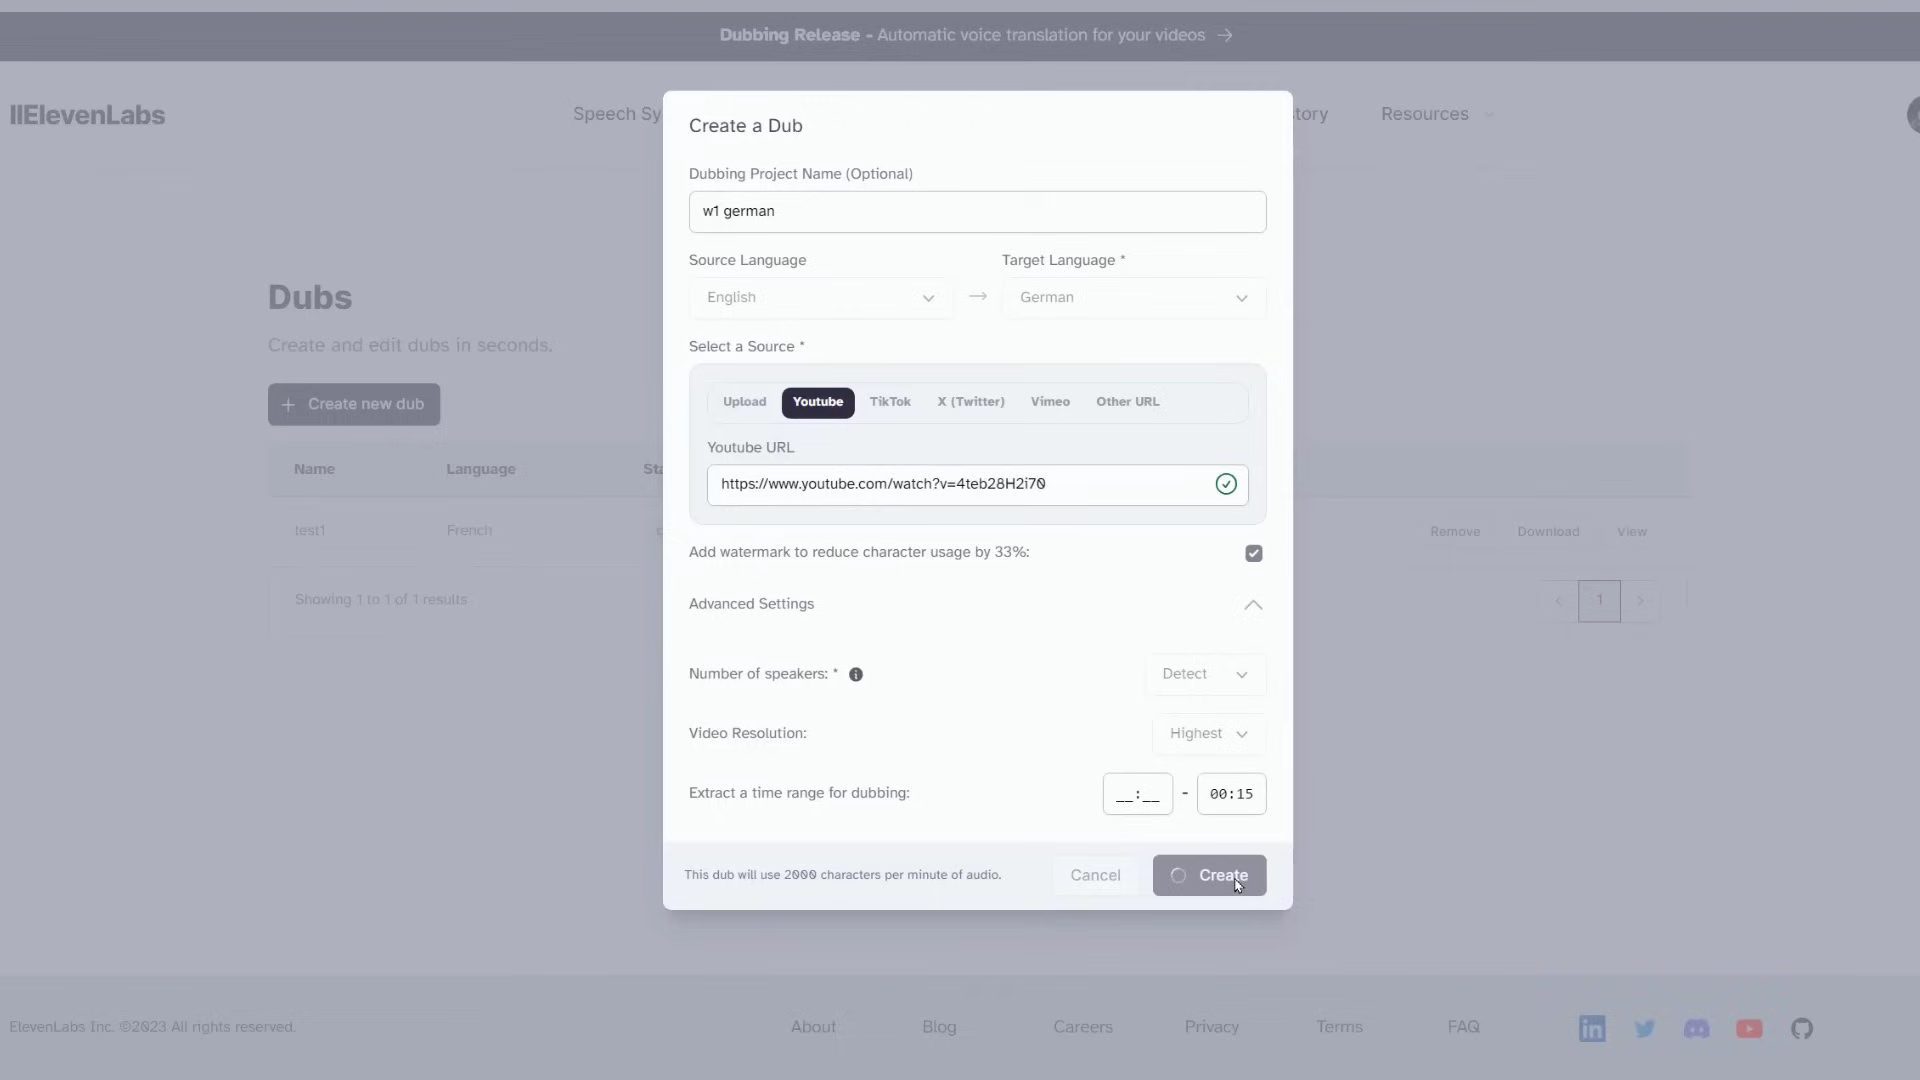 Dubbing Release - Automatic voice translation for your videos →
IIElevenLabs
Speech Sy
story
Resources
Create a Dub
Dubbing Project Name (Optional)
w1 german
Source Language
Target Language *
English
→
German
Dubs
Create and edit dubs in seconds.
+ Create new dub
Select a Source *
Upload
Youtube
TikTok
X (Twitter)
Vimeo
Other URL
Youtube URL
https://www.youtube.com/watch?v=4teb28H2i70
Name
Language
Sta
test1
French
Remove
Download
View
Showing 1 to 1 of 1 results
< 1 >
Add watermark to reduce character usage by 33%:
Advanced Settings
Number of speakers: *
Detect
Video Resolution:
Highest
Extract a time range for dubbing:
__:__ - 00:15
This dub will use 2000 characters per minute of audio.
Cancel
Create
ElevenLabs Inc. ©2023 All rights reserved.
About
Blog
Careers
Privacy
Terms
FAQ
in